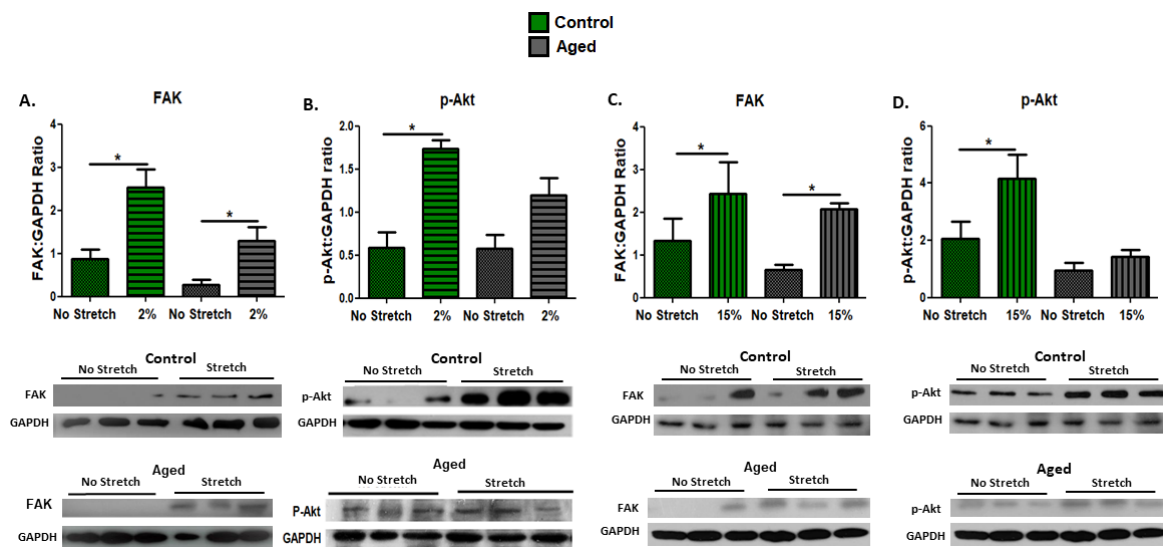 Control
Aged
A.
FAK
FAK:GAPDH Ratio
5
4
3
2
1
0
*
*
No Stretch
2%
No Stretch
2%
Control
No Stretch
Stretch
FAK
GAPDH
Aged
No Stretch
Stretch
FAK
GAPDH
B.
p-Akt
p-Akt:GAPDH ratio
2.0
1.5
1.0
0.5
0.0
*
No Stretch
2%
No Stretch
2%
Control
No Stretch
Stretch
p-Akt
GAPDH
Aged
No Stretch
Stretch
P-Akt
GAPDH
C.
FAK
FAK:GAPDH Ratio
4
3
2
1
0
*
*
No Stretch
15%
No Stretch
15%
Control
No Stretch
Stretch
FAK
GAPDH
Aged
No Stretch
Stretch
FAK
GAPDH
D.
p-Akt
p-Akt:GAPDH ratio
6
4
2
0
*
No Stretch
15%
No Stretch
15%
Control
No Stretch
Stretch
p-Akt
GAPDH
Aged
No Stretch
Stretch
p-Akt
GAPDH